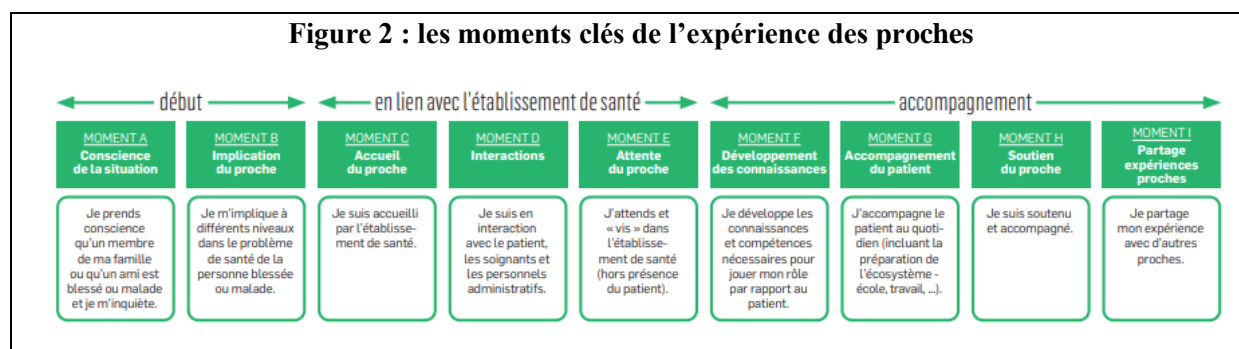 Figure 2 : les moments clés de l’expérience des proches
début
en lien avec l'établissement de santé
accompagnement
MOMENT A
Conscience
de la situation
Je prends
conscience
qu'un membre
de ma famille
ou qu'un ami est
blessé ou malade
et je m'inquiète.
MOMENT B
Implication
du proche
Je m'implique à
différents niveaux
dans le problème
de santé de la
personne blessée
ou malade.
MOMENT C
Accueil
du proche
Je suis accueilli
par l'établisse-
ment de santé.
MOMENT D
Interactions
Je suis en
interaction
avec le patient,
les soignants et
les personnels
administratifs.
MOMENT E
Attente
du proche
J'attends et
« vis » dans
l'établisse-
ment de santé
(hors présence
du patient).
MOMENT F
Développement
des connaissances
Je développe les
connaissances
et compétences
nécessaires pour
jouer mon rôle
par rapport au
patient.
MOMENT G
Accompagnement
du patient
J'accompagne le
patient au quoti-
dien (incluant la
préparation de
l'écosystème -
école, travail, ...).
MOMENT H
Soutien
du proche
Je suis soutenu
et accompagné.
MOMENT I
Partage
expériences
proches
Je partage
mon expérience
avec d'autres
proches.